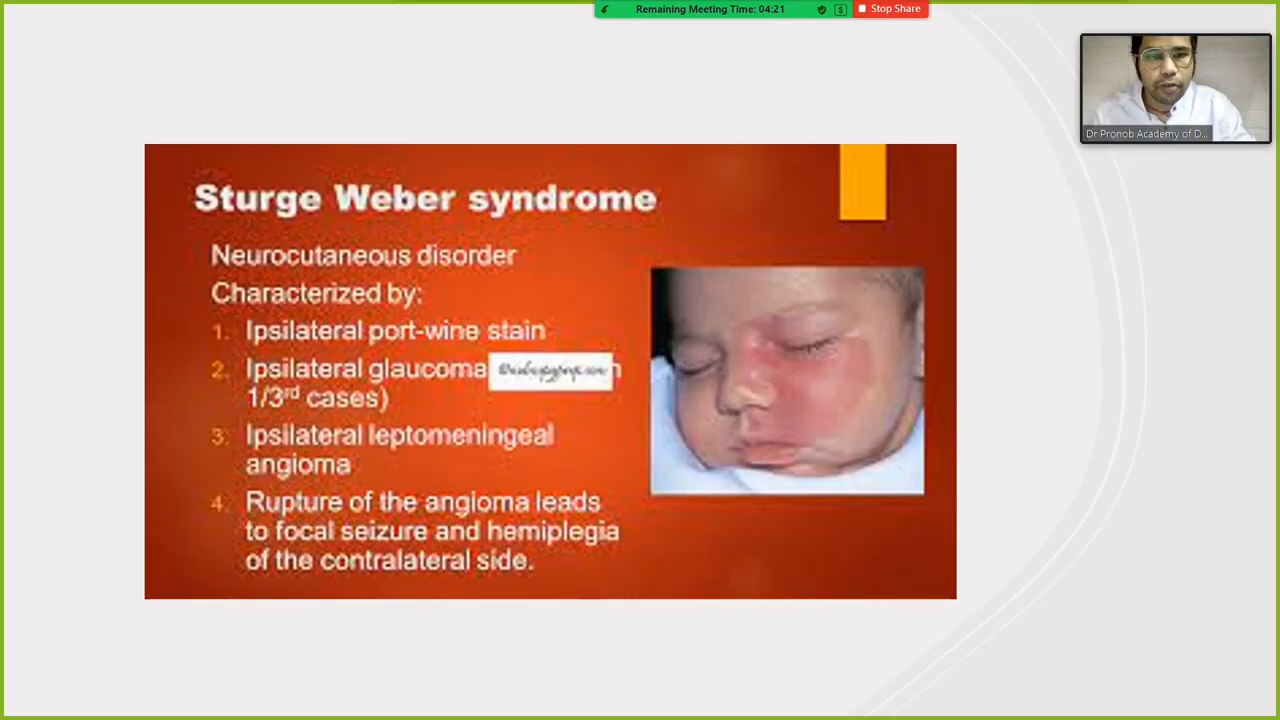 Remaining Meeting Time: 04:21
Stop Share
Dr Pronob Academy of D...
Sturge Weber syndrome
Neurocutaneous disorder
Characterized by:
1. Ipsilateral port-wine stain
2. Ipsilateral glaucoma
1/3rd cases)
3. Ipsilateral leptomeningeal
angioma
4. Rupture of the angioma leads
to focal seizure and hemiplegia
of the contralateral side.